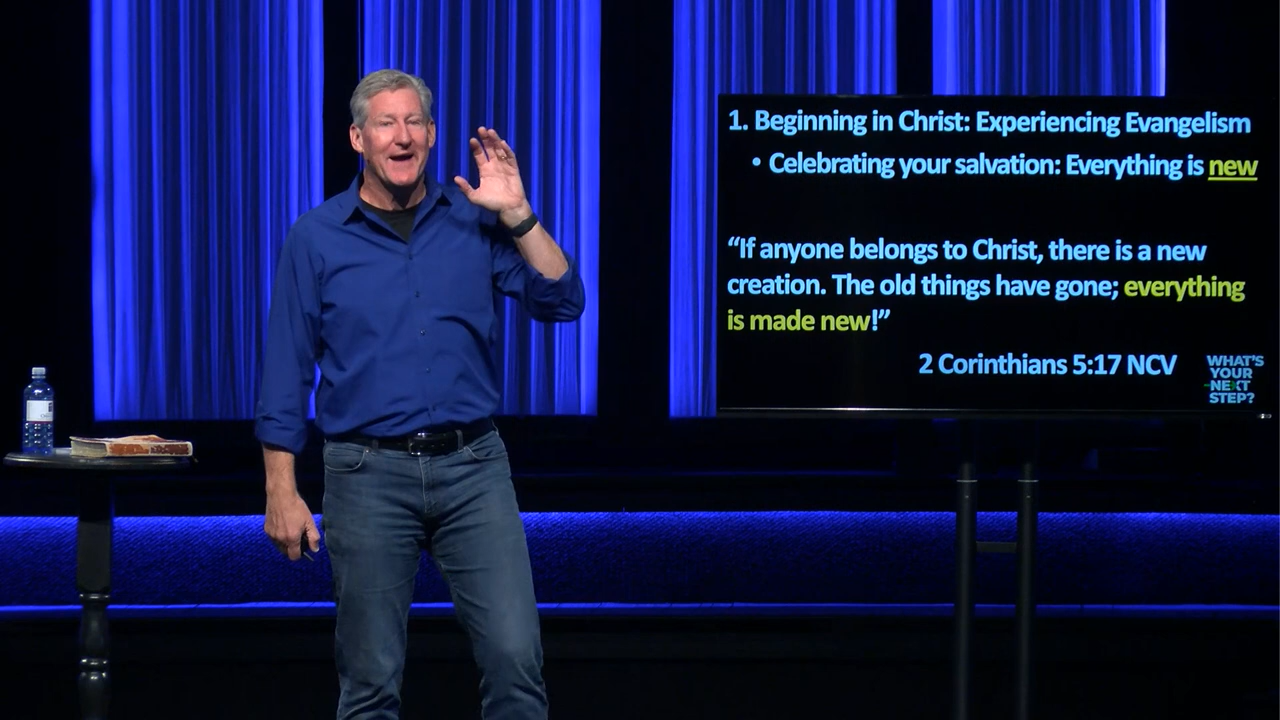 1. Beginning in Christ: Experiencing Evangelism
• Celebrating your salvation: Everything is new
“If anyone belongs to Christ, there is a new
creation. The old things have gone; everything
is made new!”
2 Corinthians 5:17 NCV
WHAT'S
YOUR
NEXT
STEP?